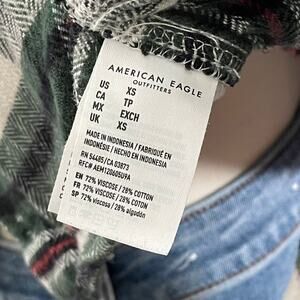 AMERICAN EAGLE
OUTFITTERS
US XS
CA TP
MX EXCH
UK XS
MADE IN INDONESIA / FABRIQUÉ EN
INDONÉSIE / HECHO EN INDONESIA
RN 54485/CA 03873
RFC# AEM120605UFA
EN 72% VISCOSE / 28% COTTON
FR 72% VISCOSE / 28% COTON
SP 72% viscosa / 28% algodón